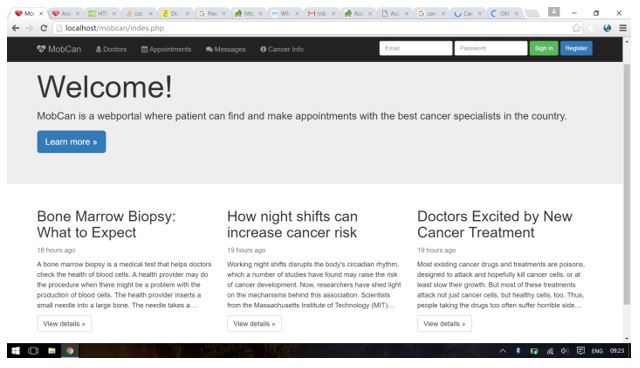 Mol
Ava
HTI
css
Dr.
G frec
http
m Wh
M Inb
Acc
Acc
G can
Cer
Oki
localhost/mobcan/index.php
MobCan Doctors Appointments Messages Cancer Info Email Password Sign in Register
Welcome!
MobCan is a webportal where patient can find and make appointments with the best cancer specialists in the country.
Learn more »
Bone Marrow Biopsy:
What to Expect
18 hours ago
A bone marrow biopsy is a medical test that helps doctors
check the health of blood cells. A health provider may do
the procedure when there might be a problem with the
production of blood cells. The health provider inserts a
small needle into a large bone. The needle takes a…
View details »
How night shifts can
increase cancer risk
19 hours ago
Working night shifts disrupts the body's circadian rhythm,
which a number of studies have found may raise the risk
of cancer development. Now, researchers have shed light
on the mechanisms behind this association. Scientists
from the Massachusetts Institute of Technology (MIT)…
View details »
Doctors Excited by New
Cancer Treatment
19 hours ago
Most existing cancer drugs and treatments are poisons,
designed to attack and hopefully kill cancer cells, or at
least slow their growth. But most of these treatments
attack not just cancer cells, but healthy cells, too. Thus,
people taking the drugs too often suffer horrible side…
View details »
ENG 09:23